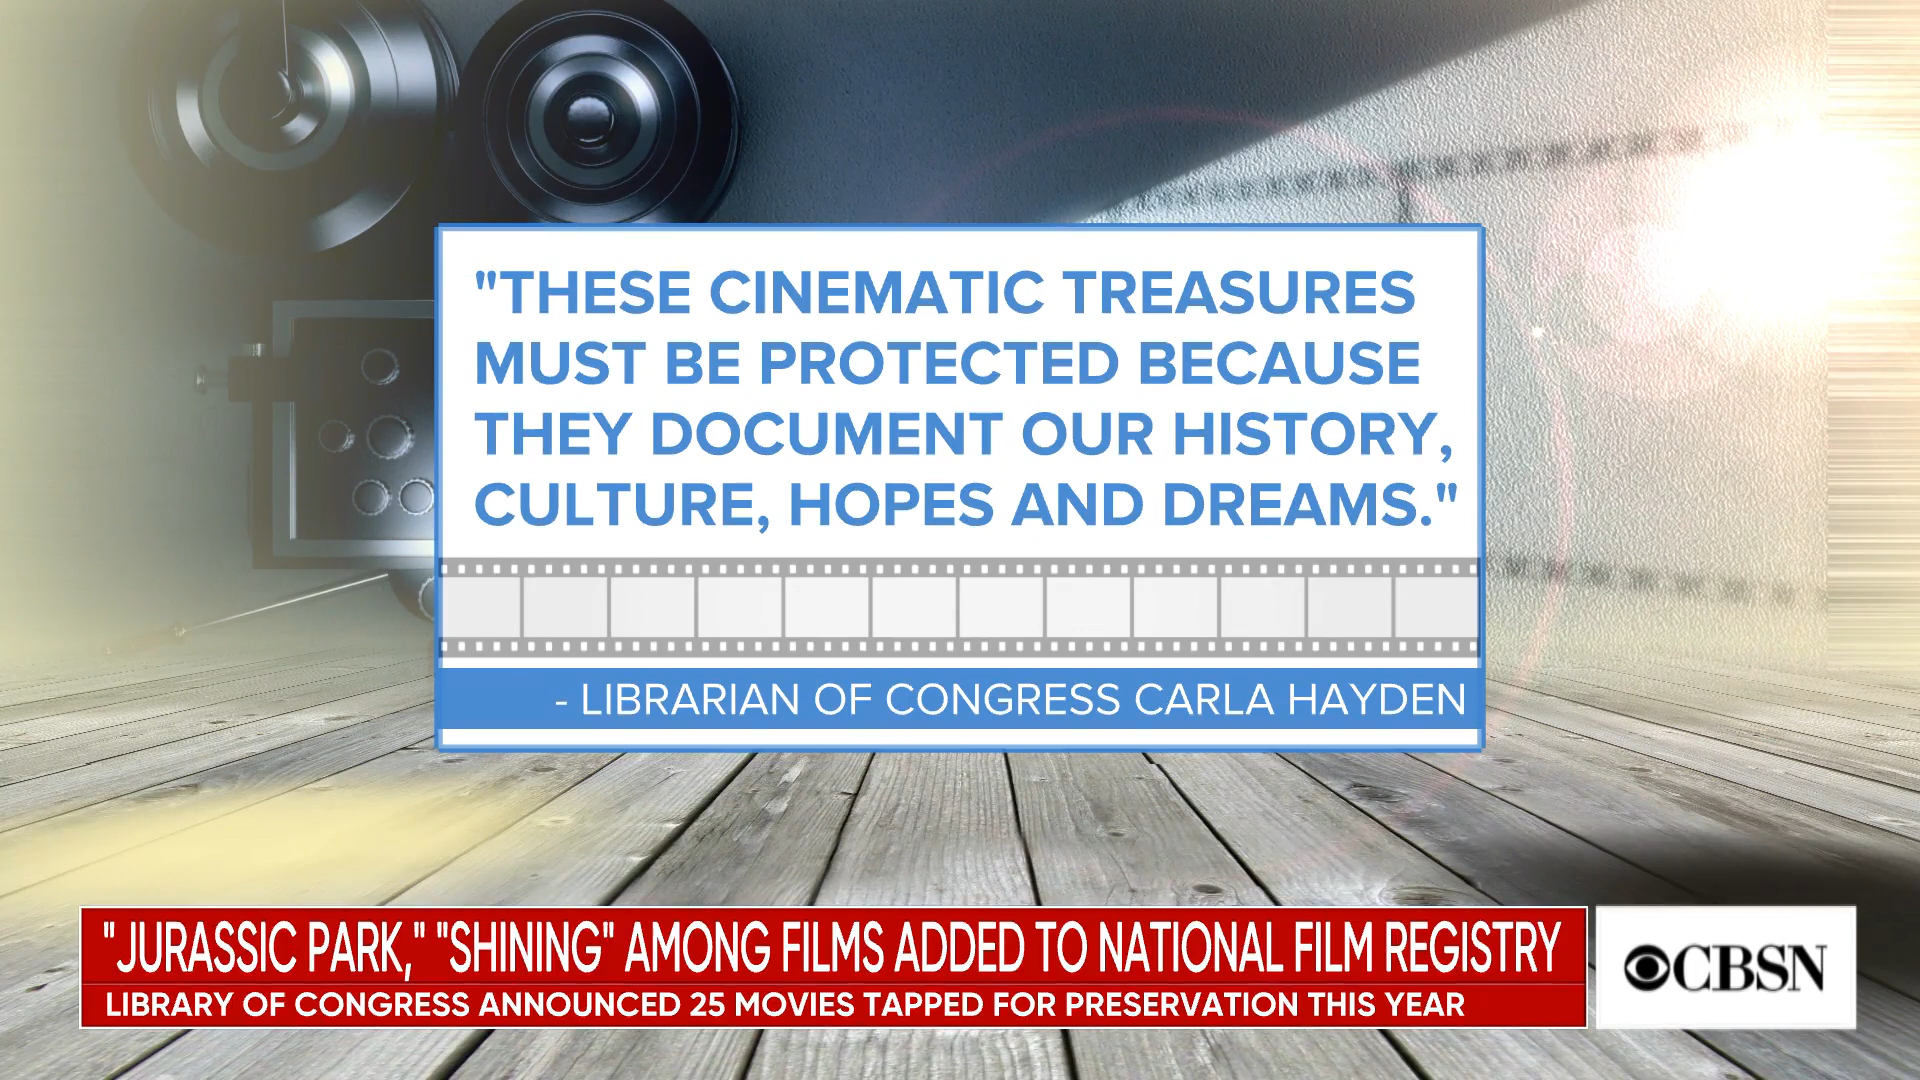 "THESE CINEMATIC TREASURES
MUST BE PROTECTED BECAUSE
THEY DOCUMENT OUR HISTORY,
CULTURE, HOPES AND DREAMS."
- LIBRARIAN OF CONGRESS CARLA HAYDEN
"JURASSIC PARK," "SHINING" AMONG FILMS ADDED TO NATIONAL FILM REGISTRY
LIBRARY OF CONGRESS ANNOUNCED 25 MOVIES TAPPED FOR PRESERVATION THIS YEAR
CBSN